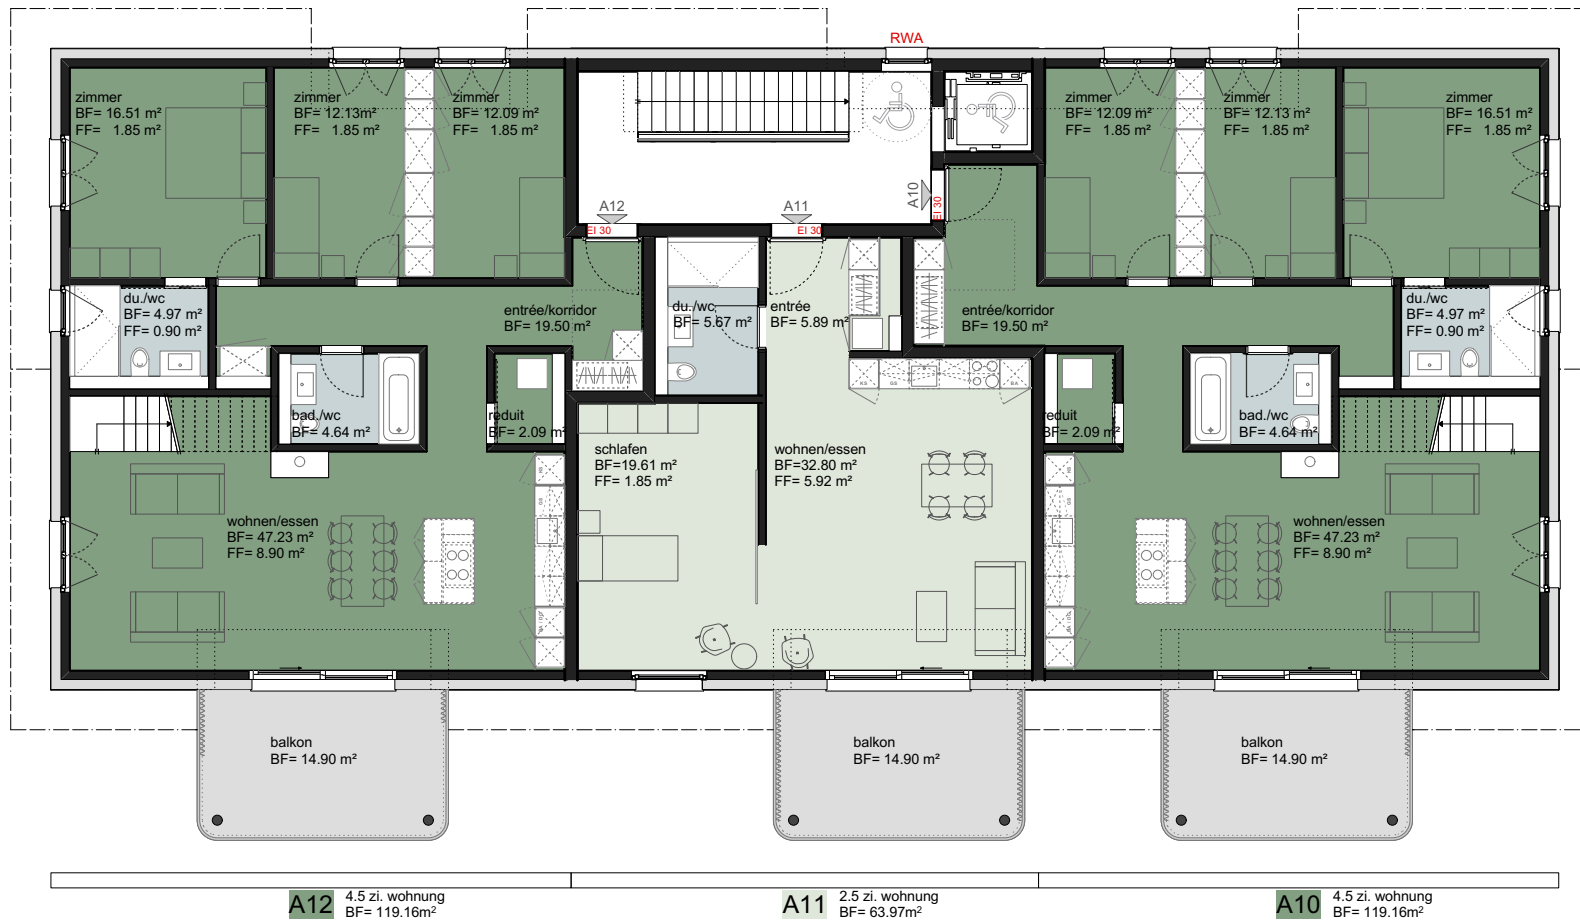 RWA
zimmer
BF= 16.51 m²
FF= 1.85 m²
zimmer
BF= 12.13m²
FF= 1.85 m²
zimmer
BF= 12.09 m²
FF= 1.85 m²
zimmer
BF= 12.09 m²
FF= 1.85 m²
zimmer
BF= 12.13 m²
FF= 1.85 m²
zimmer
BF= 16.51 m²
FF= 1.85 m²
A12
EI 30
A11
EI 30
A10
EI 30
du./wc
BF= 4.97 m²
FF= 0.90 m²
entrée/korridor
BF= 19.50 m²
du./wc
BF= 5.67 m²
entrée
BF= 5.89 m²
entrée/korridor
BF= 19.50 m²
du./wc
BF= 4.97 m²
FF= 0.90 m²
KS
GS
BA
bad./wc
BF= 4.64 m²
reduit
BF= 2.09 m²
reduit
BF= 2.09 m²
bad./wc
BF= 4.64 m²
schlafen
BF=19.61 m²
FF= 1.85 m²
wohnen/essen
BF=32.80 m²
FF= 5.92 m²
wohnen/essen
BF= 47.23 m²
FF= 8.90 m²
wohnen/essen
BF= 47.23 m²
FF= 8.90 m²
balkon
BF= 14.90 m²
balkon
BF= 14.90 m²
balkon
BF= 14.90 m²
A12
4.5 zi. wohnung
BF= 119.16m²
A11
2.5 zi. wohnung
BF= 63.97m²
A10
4.5 zi. wohnung
BF= 119.16m²